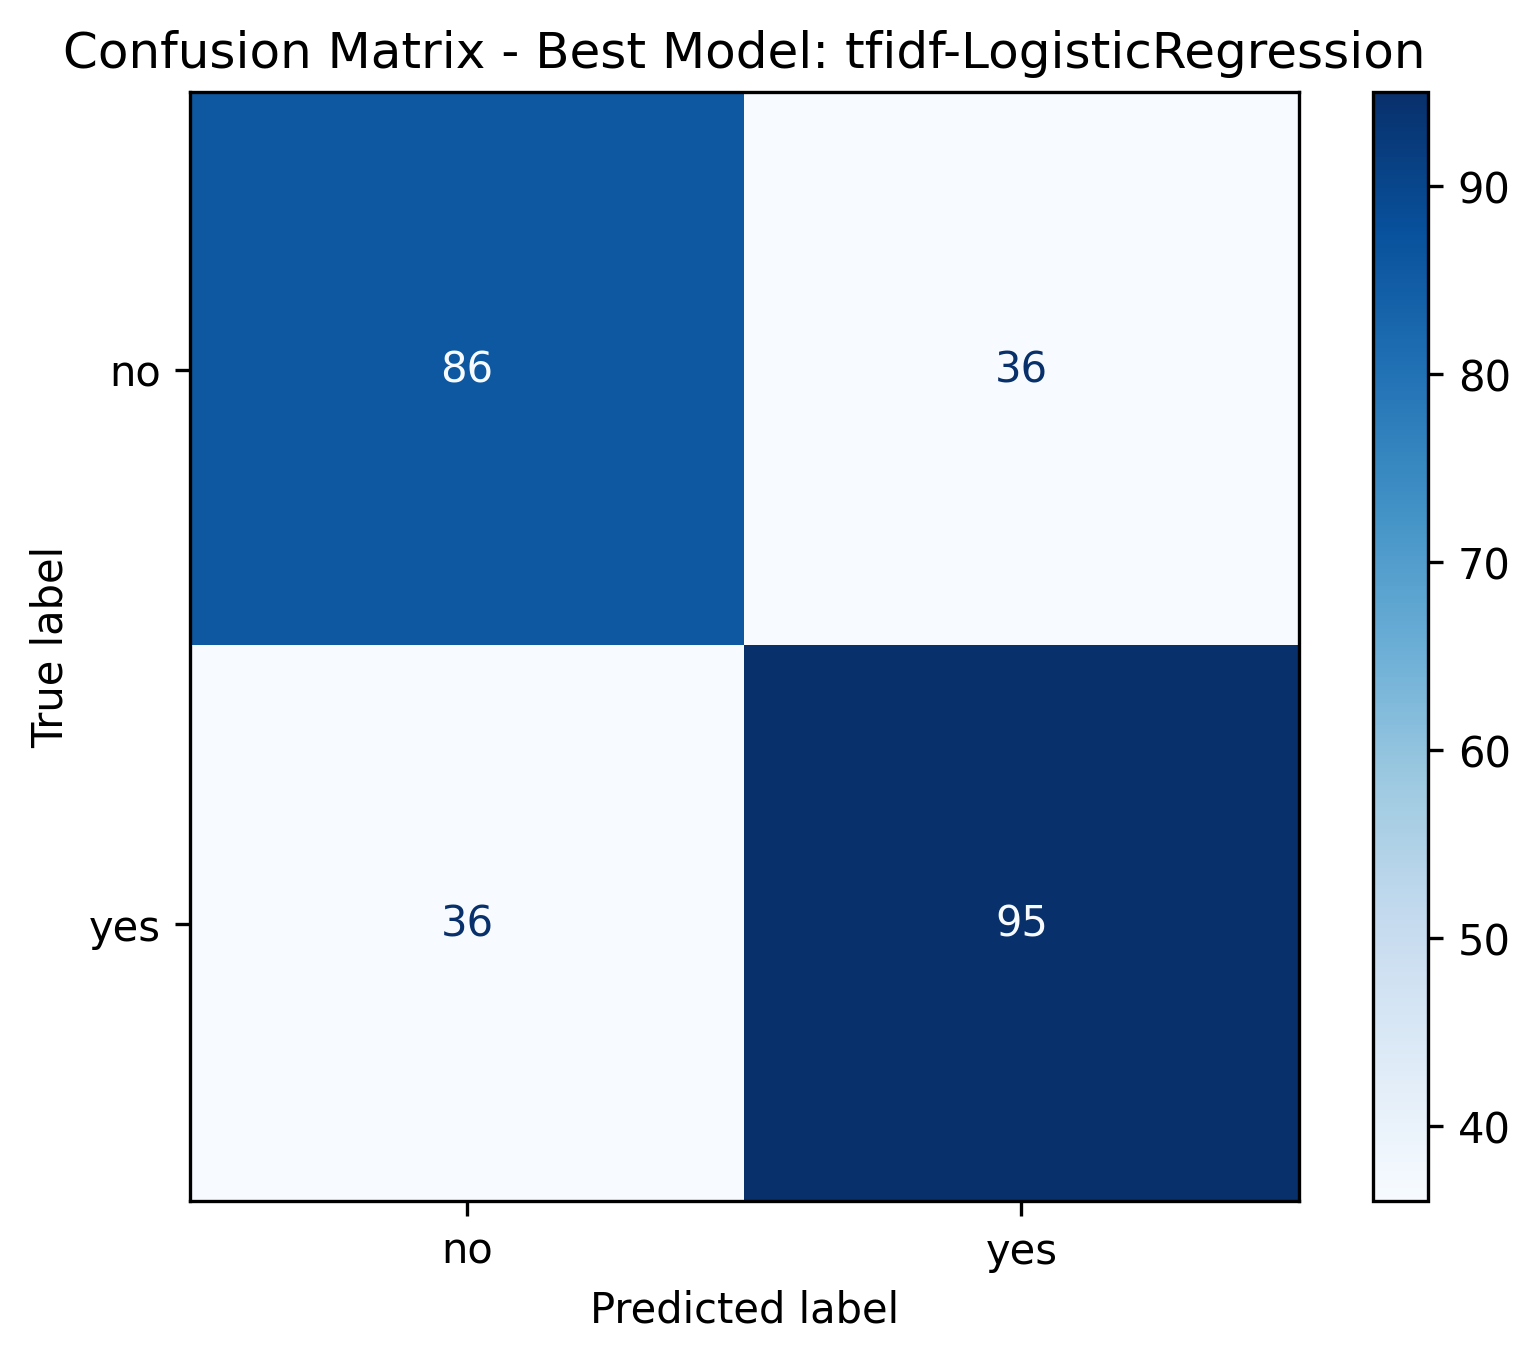 Confusion Matrix - Best Model: tfidf-LogisticRegression
True label
no
yes
86
36
36
95
no
yes
Predicted label
90
80
70
60
50
40